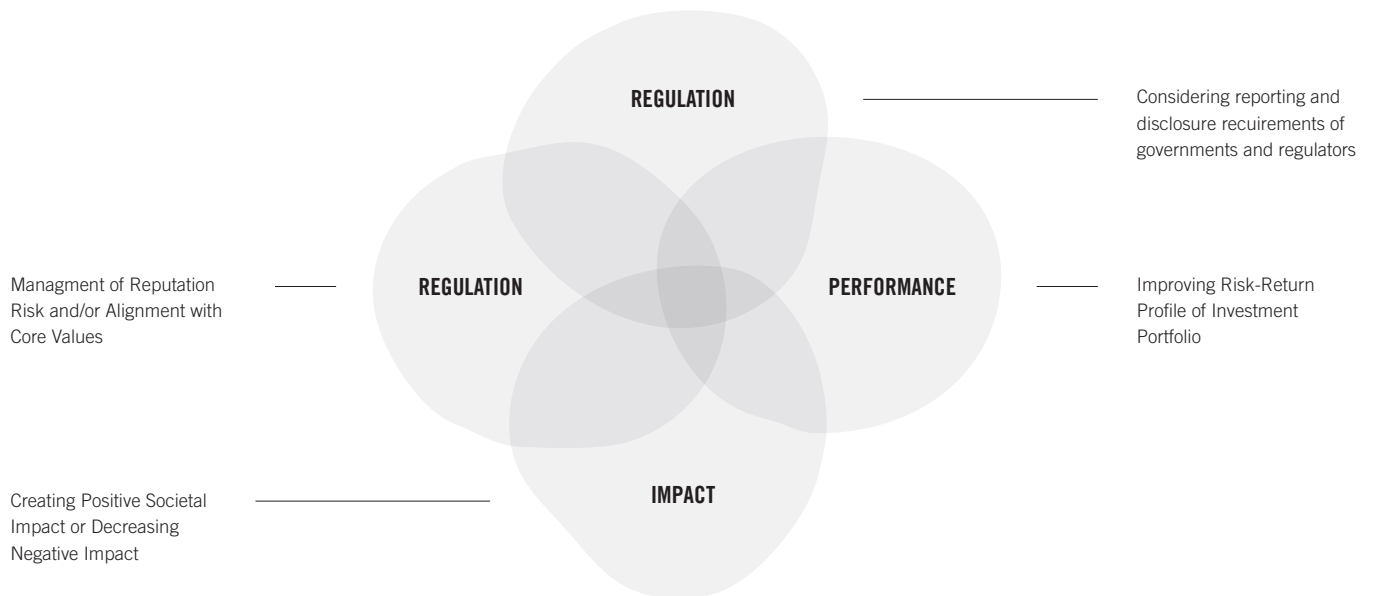 REGULATION
Considering reporting and
disclosure recuirements of
governments and regulators
Managment of Reputation
Risk and/or Alignment with
Core Values
REGULATION
PERFORMANCE
Improving Risk-Return
Profile of Investment
Portfolio
Creating Positive Societal
Impact or Decreasing
Negative Impact
IMPACT